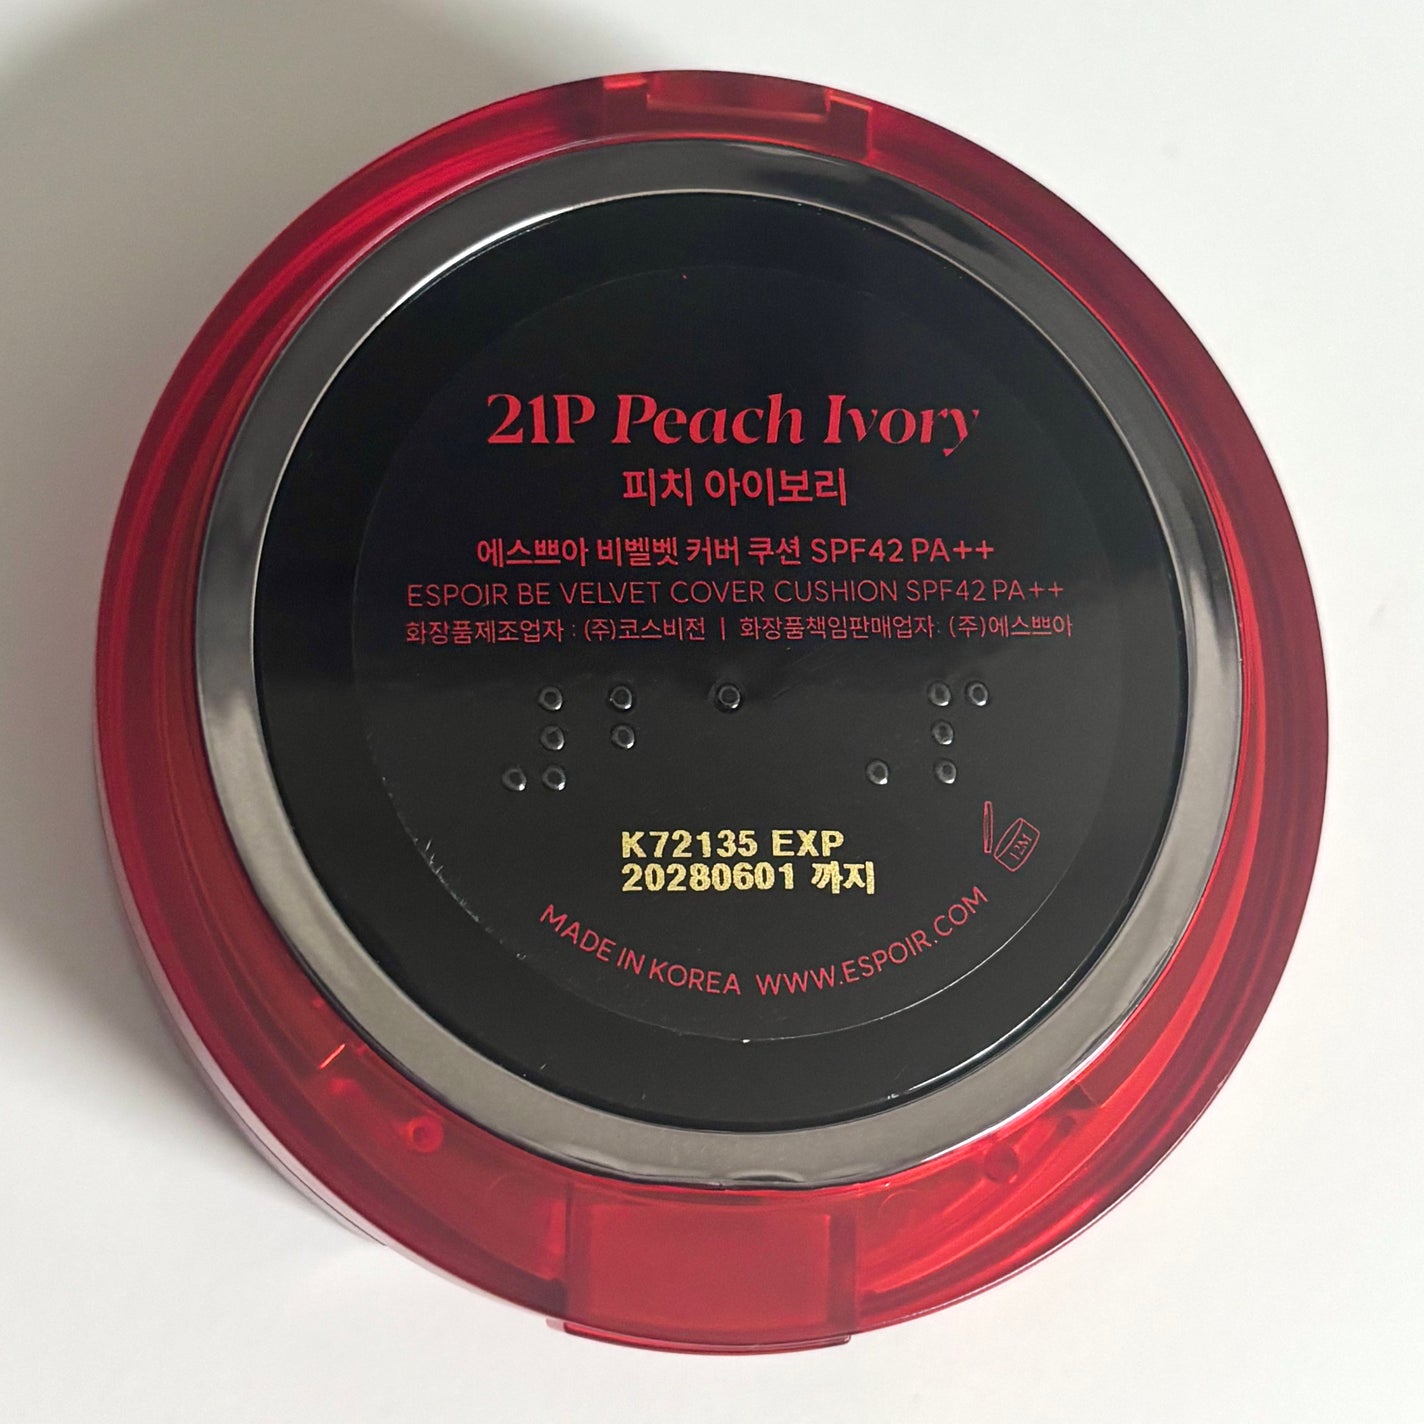 21P Peach Ivory
피치 아이보리
에스쁘아 비벨벳 커버 쿠션 SPF42 PA++
ESPOIR BE VELVET COVER CUSHION SPF42 PA++
화장품제조업자 : (주)코스비전 | 화장품책임판매업자: (주)에스쁘아
K72135 EXP
20280601 까지
12M
MADE IN KOREA WWW.ESPOIR.COM